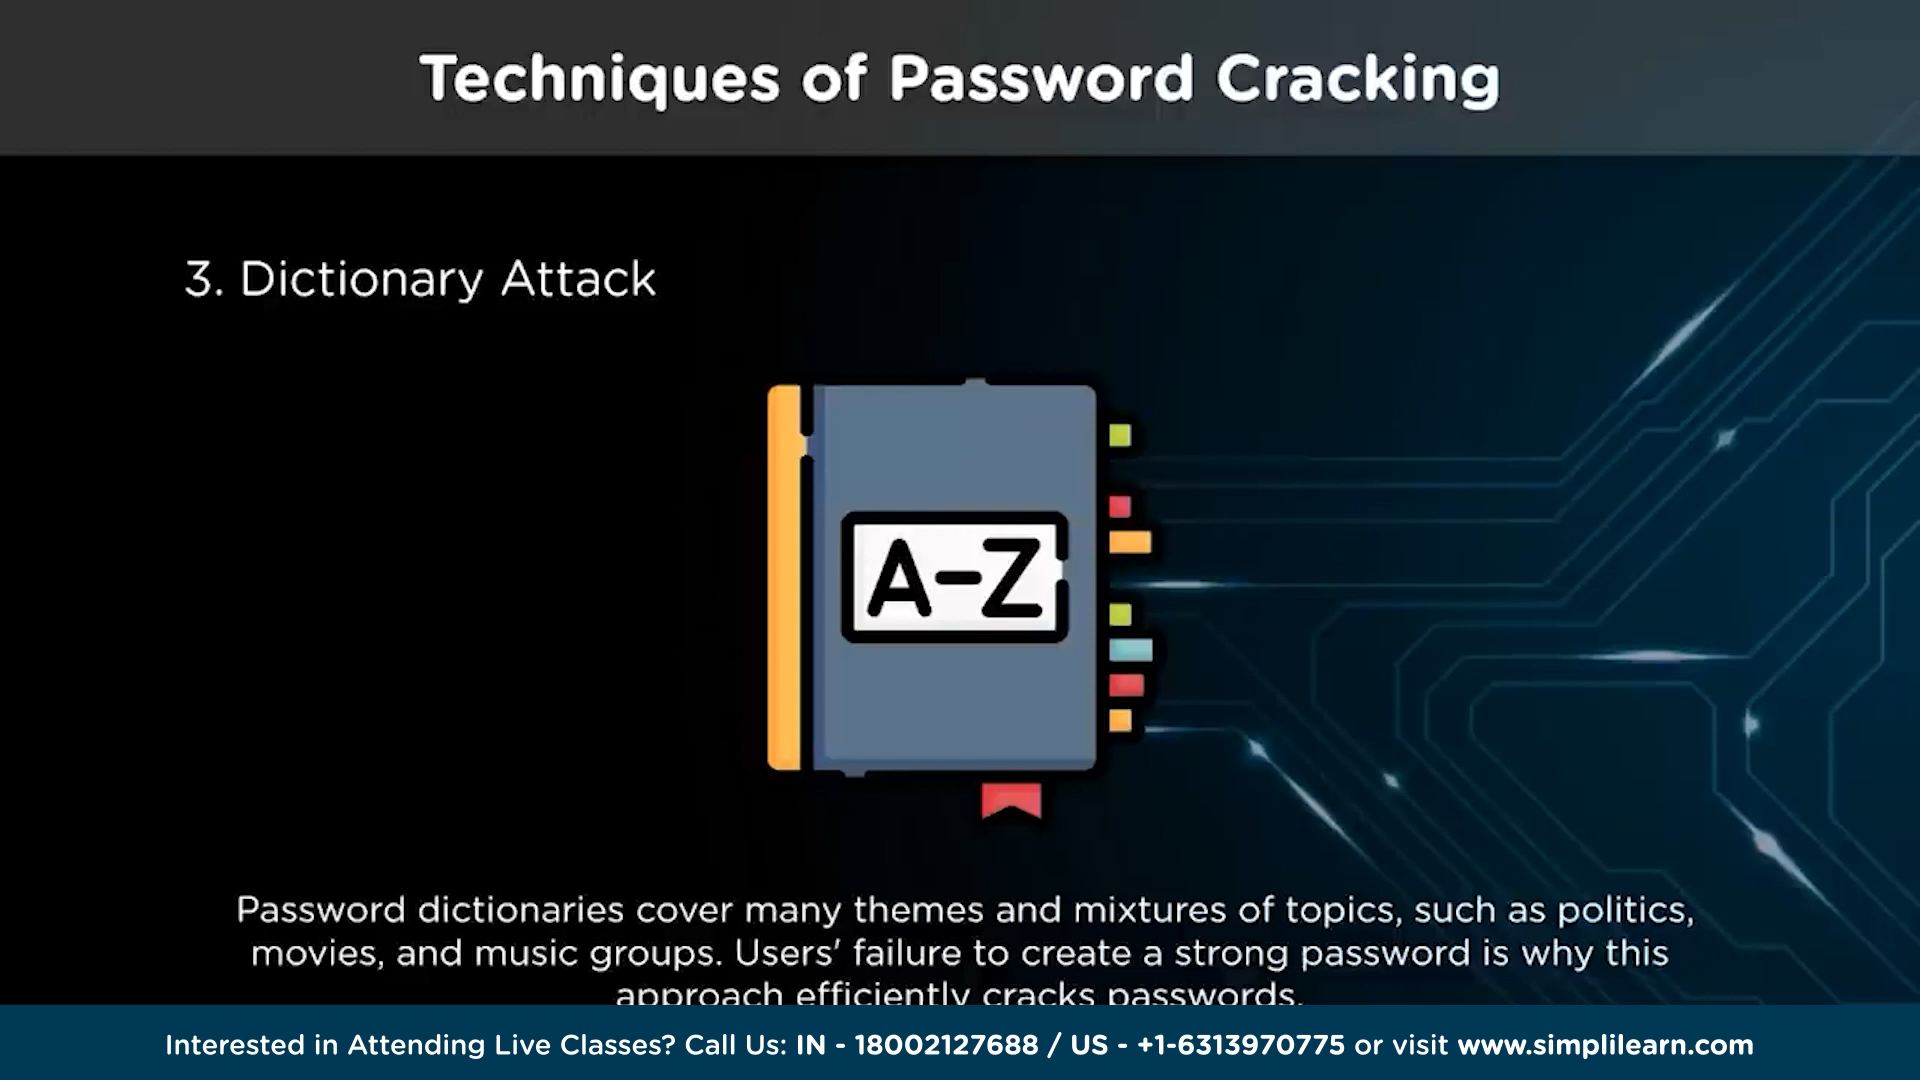 Techniques of Password Cracking
3. Dictionary Attack
A-Z
Password dictionaries cover many themes and mixtures of topics, such as politics,
movies, and music groups. Users' failure to create a strong password is why this
approach efficiently cracks passwords.
Interested in Attending Live Classes? Call Us: IN - 18002127688 / US - +1-6313970775 or visit www.simplilearn.com